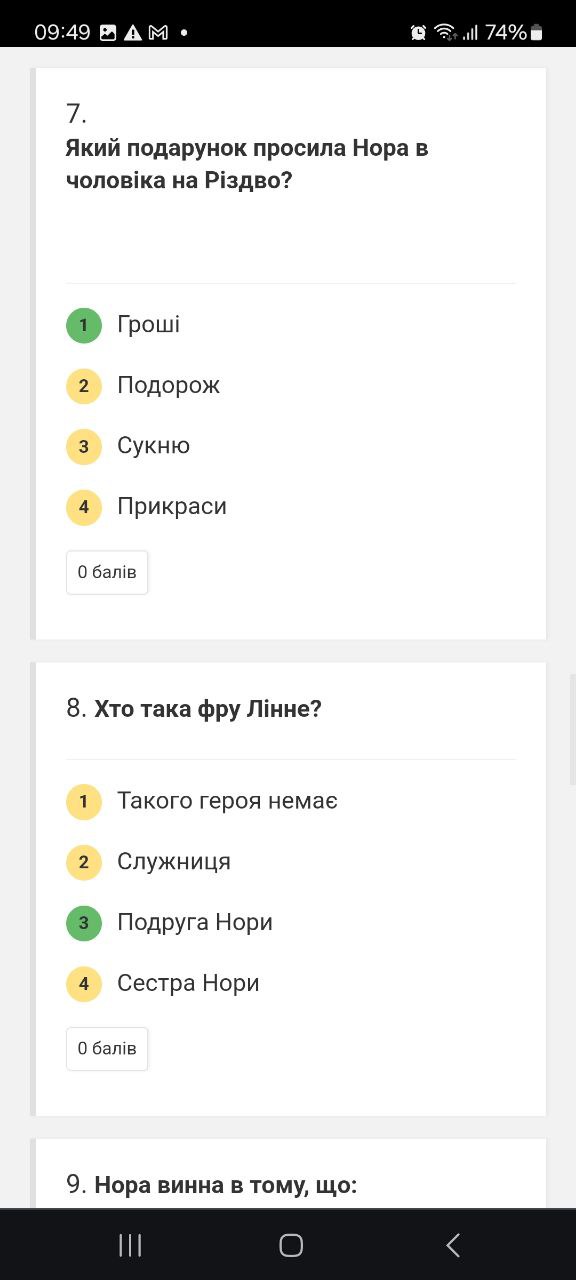 09:49
74%
7.
Який подарунок просила Нора в
чоловіка на Різдво?
1 Гроші
2 Подорож
3 Сукню
4 Прикраси
0 балів
8. Хто така фру Лінне?
1 Такого героя немає
2 Служниця
3 Подруга Нори
4 Сестра Нори
0 балів
9. Нора винна в тому, що: